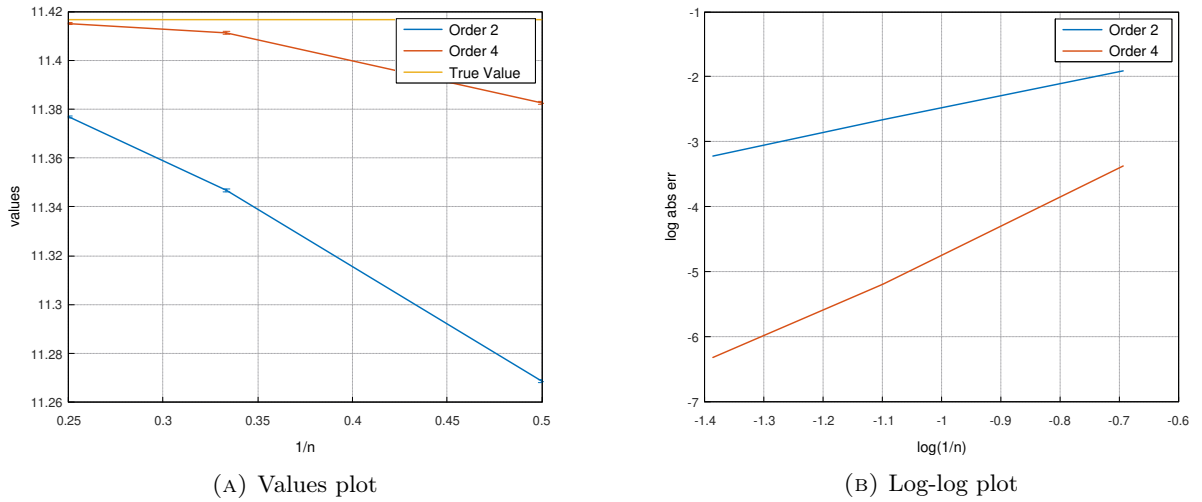 11.42
11.4
11.38
11.36
11.34
11.32
11.3
11.28
11.26
values
0.25 0.3 0.35 0.4 0.45 0.5
1/n
Order 2
Order 4
True Value
(A) Values plot
-1
-2
-3
-4
-5
-6
-7
log abs err
-1.4 -1.3 -1.2 -1.1 -1 -0.9 -0.8 -0.7 -0.6
log(1/n)
Order 2
Order 4
(B) Log-log plot